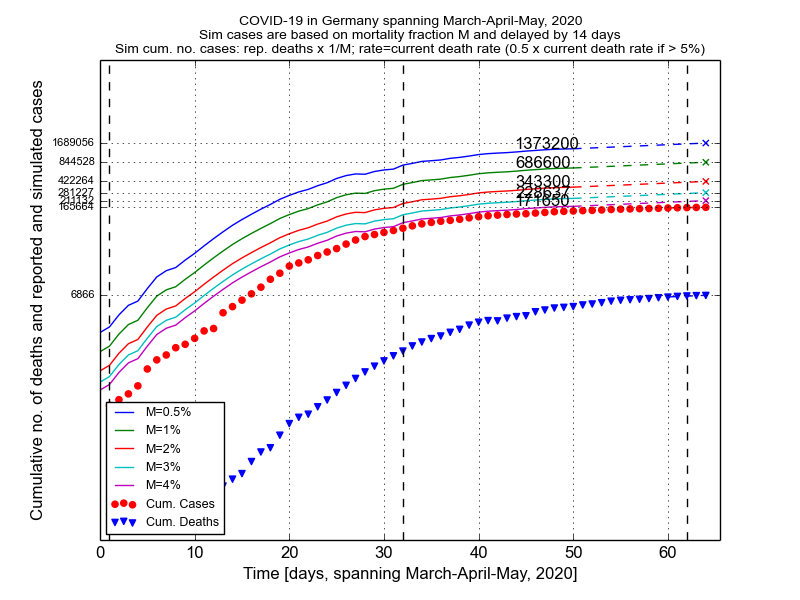 COVID-19 in Germany spanning March-April-May, 2020
Sim cases are based on mortality fraction M and delayed by 14 days
Sim cum. no. cases: rep. deaths x 1/M; rate=current death rate (0.5 x current death rate if > 5%)
Cumulative no. of deaths and reported and simulated cases
1689056
844528
422264
281227
165664
6866
1373200
686600
343300
228637
171650
M=0.5%
M=1%
M=2%
M=3%
M=4%
Cum. Cases
Cum. Deaths
0 10 20 30 40 50 60
Time [days, spanning March-April-May, 2020]